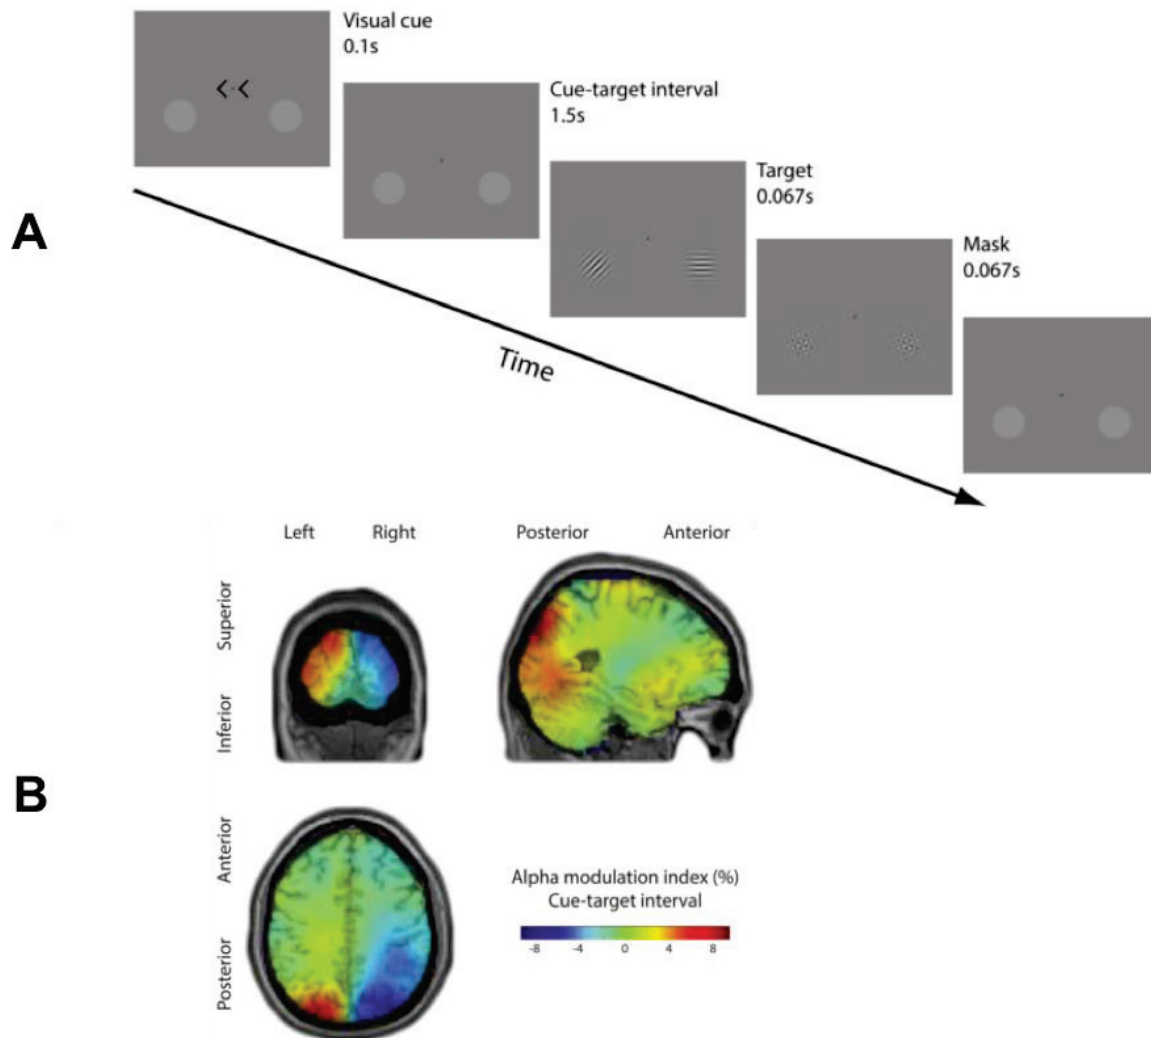 Visual cue
0.1s
Cue-target interval
1.5s
Target
0.067s
Mask
0.067s
A
Time
Left Right Posterior Anterior
Superior
Inferior
B
Anterior
Posterior
Alpha modulation index (%)
Cue-target interval
-8 -4 0 4 8